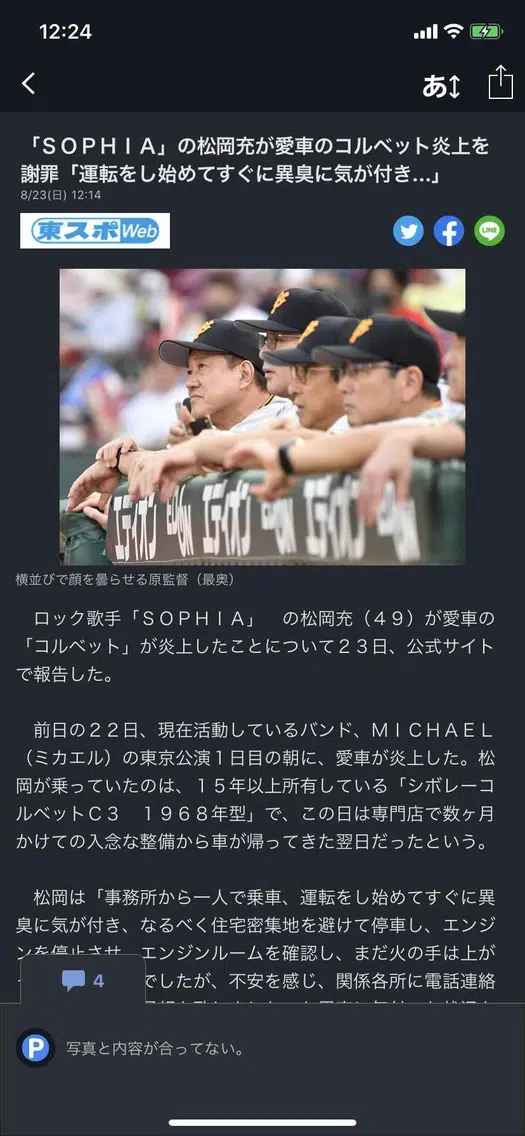 12:24
あ↕
「ＳＯＰＨＩＡ」の松岡充が愛車のコルベット炎上を
謝罪「運転をし始めてすぐに異臭に気が付き…」
8/23(日) 12:14
東スポWeb
LINE
エディオン EDION エディオン EDION エディオン
横並びで顔を曇らせる原監督（最奥）
ロック歌手「ＳＯＰＨＩＡ」　の松岡充（４９）が愛車の
「コルベット」が炎上したことについて２３日、公式サイト
で報告した。
前日の２２日、現在活動しているバンド、ＭＩＣＨＡＥＬ
（ミカエル）の東京公演１日目の朝に、愛車が炎上した。松
岡が乗っていたのは、１５年以上所有している「シボレーコ
ルベットＣ３　１９６８年型」で、この日は専門店で数ヶ月
かけての入念な整備から車が帰ってきた翌日だったという。
松岡は「事務所から一人で乗車、運転をし始めてすぐに異
臭に気が付き、なるべく住宅密集地を避けて停車し、エンジ
ンを停止させ、エンジンルームを確認し、まだ火の手は上が
でしたが、不安を感じ、関係各所に電話連絡
4
P
写真と内容が合ってない。